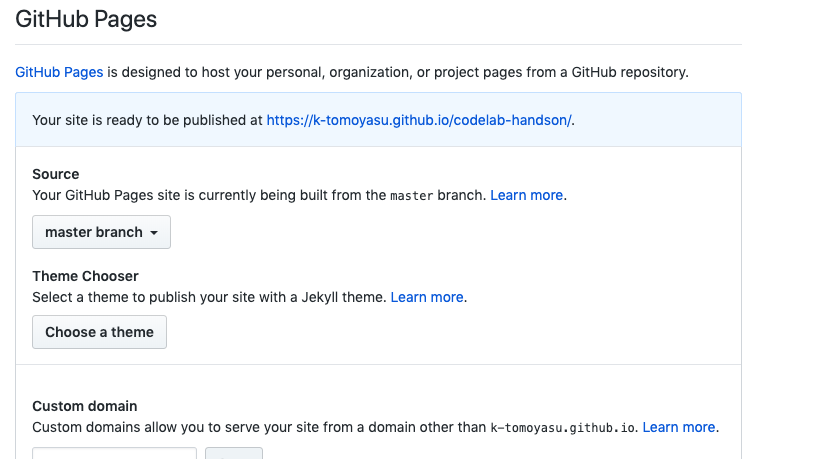 GitHub Pages
GitHub Pages is designed to host your personal, organization, or project pages from a GitHub repository.
Your site is ready to be published at https://k-tomoyasu.github.io/codelab-handson/.
Source
Your GitHub Pages site is currently being built from the master branch. Learn more.
master branch
Theme Chooser
Select a theme to publish your site with a Jekyll theme. Learn more.
Choose a theme
Custom domain
Custom domains allow you to serve your site from a domain other than k-tomoyasu.github.io. Learn more.